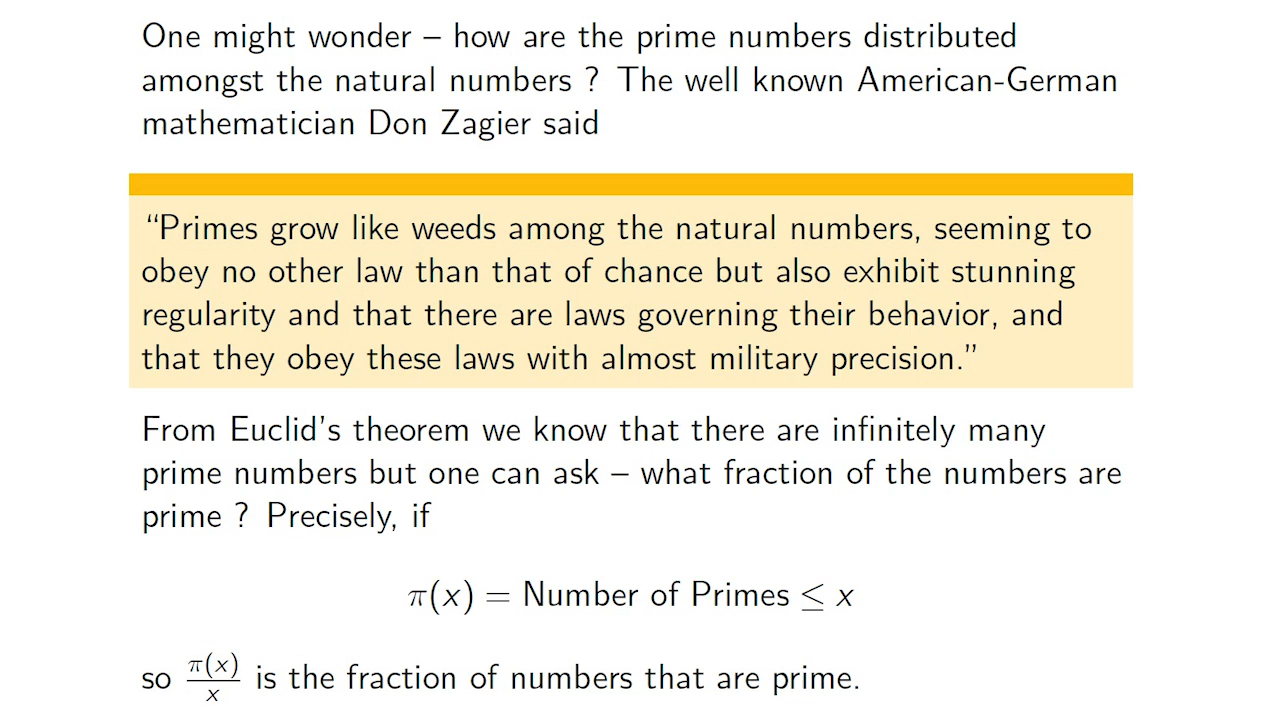 One might wonder – how are the prime numbers distributed
amongst the natural numbers ? The well known American-German
mathematician Don Zagier said
“Primes grow like weeds among the natural numbers, seeming to
obey no other law than that of chance but also exhibit stunning
regularity and that there are laws governing their behavior, and
that they obey these laws with almost military precision.”
From Euclid’s theorem we know that there are infinitely many
prime numbers but one can ask – what fraction of the numbers are
prime ? Precisely, if
π(x) = Number of Primes ≤ x
so π(x)/x is the fraction of numbers that are prime.